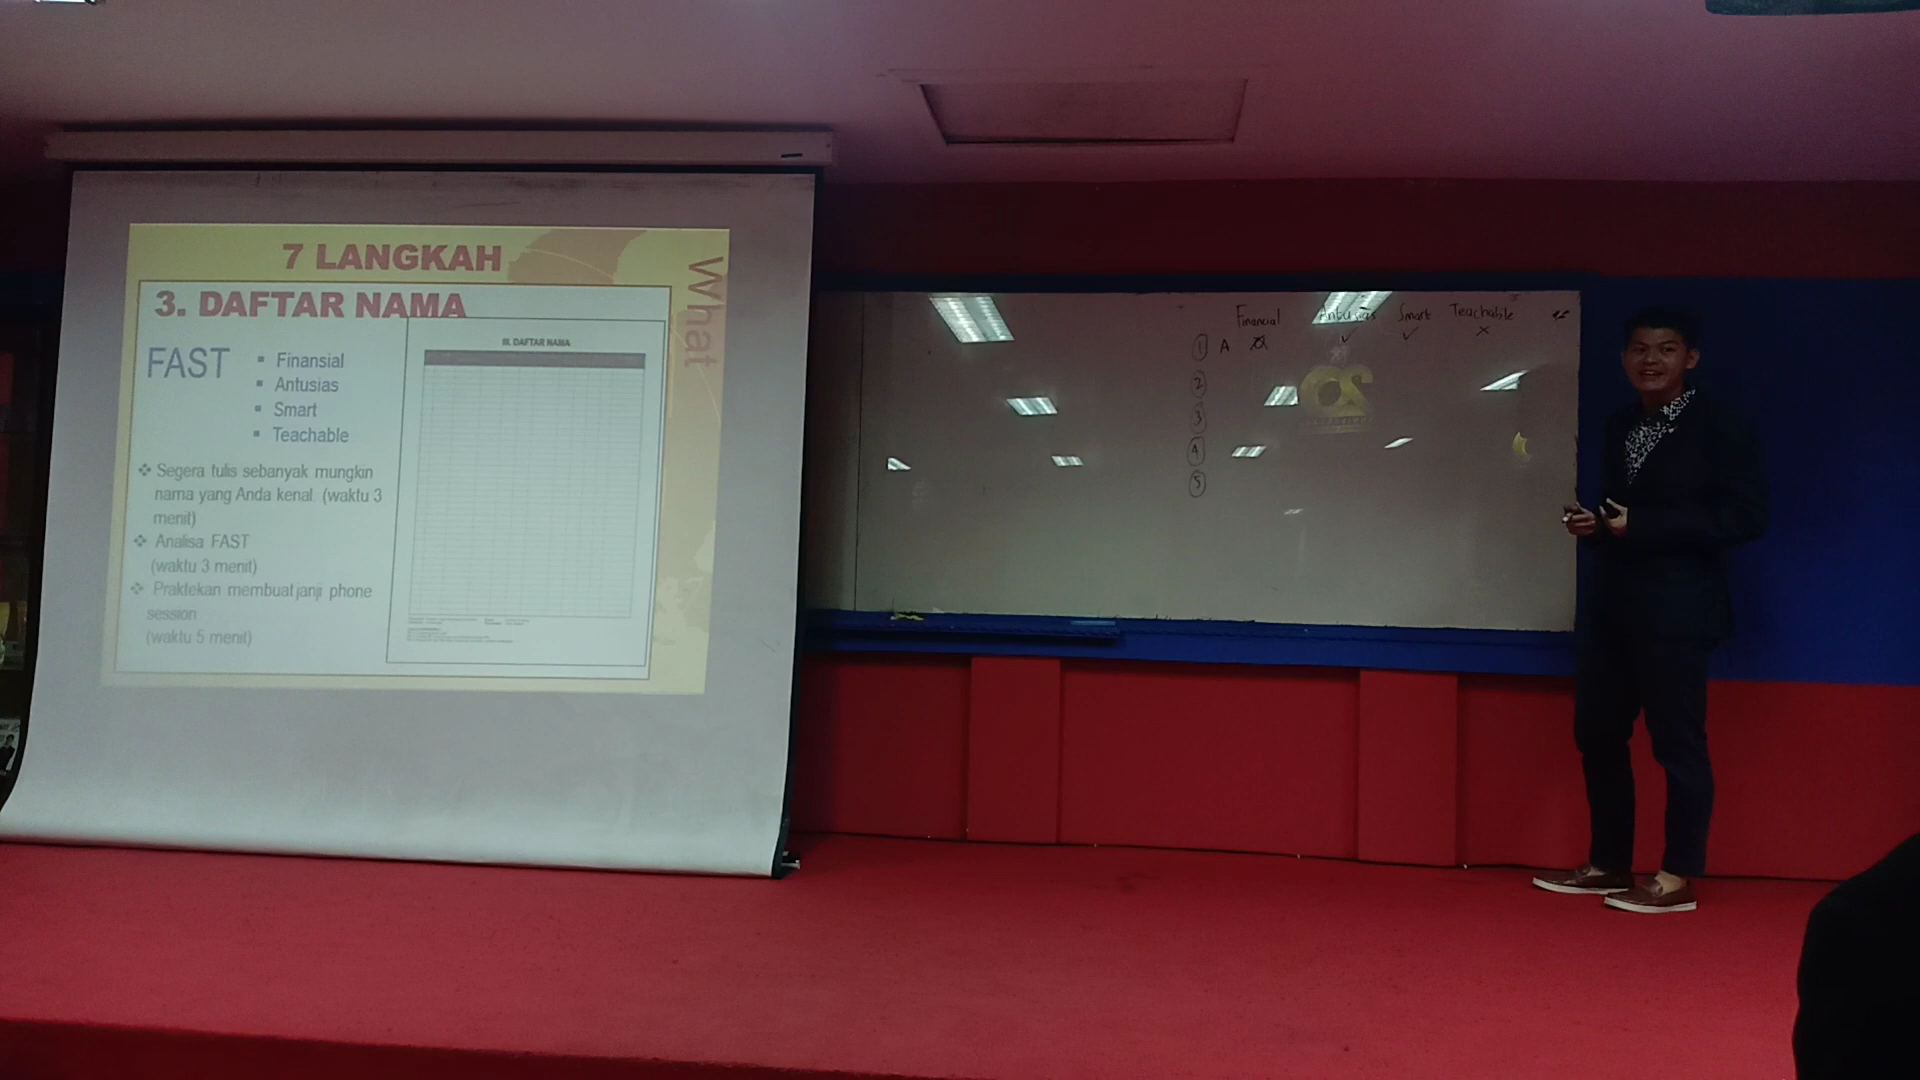 7 LANGKAH
What
3. DAFTAR NAMA
FAST
▪ Finansial
▪ Antusias
▪ Smart
▪ Teachable
❖ Segera tulis sebanyak mungkin
nama yang Anda kenal (waktu 3
menit)
❖ Analisa FAST
(waktu 3 menit)
❖ Praktekan membuat janji phone
session
(waktu 5 menit)
III. DAFTAR NAMA
Financial Antusias Smart Teachable
1 A
2
3
4
5